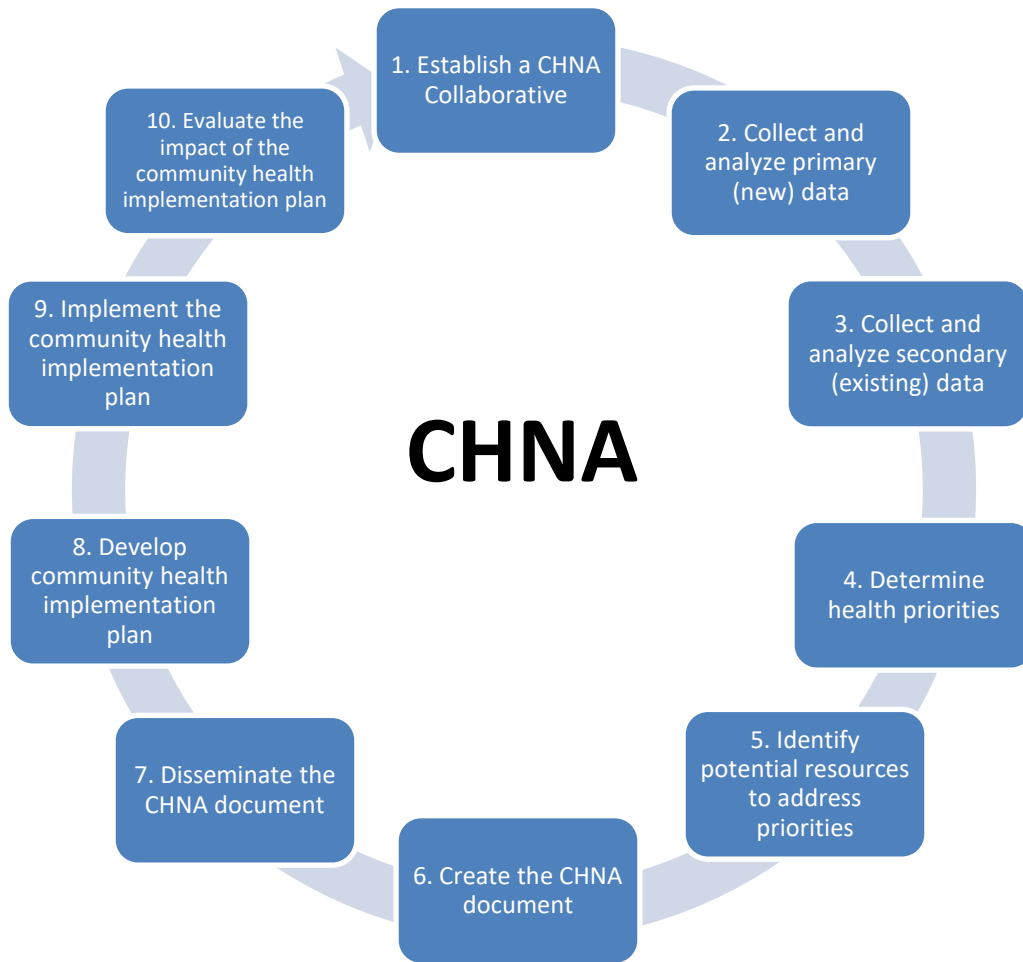 1. Establish a CHNA
Collaborative
2. Collect and
analyze primary
(new) data
3. Collect and
analyze secondary
(existing) data
4. Determine
health priorities
5. Identify
potential resources
to address
priorities
6. Create the CHNA
document
7. Disseminate the
CHNA document
8. Develop
community health
implementation
plan
9. Implement the
community health
implementation
plan
10. Evaluate the
impact of the
community health
implementation plan
CHNA